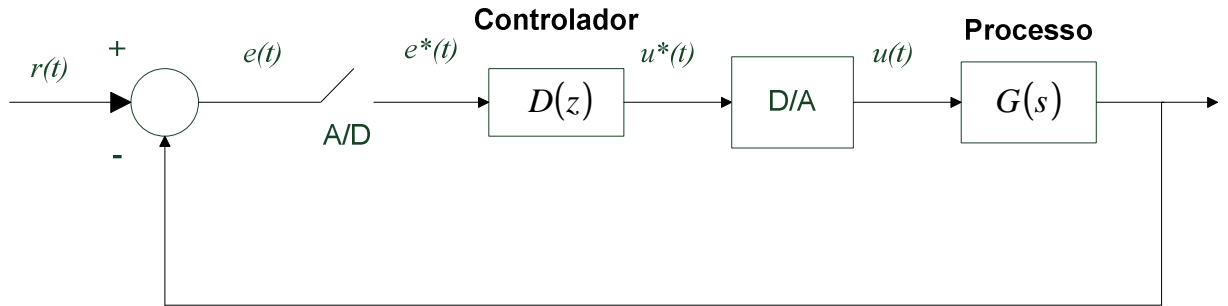 Controlador
Processo
r(t)
+
-
e(t)
A/D
e*(t)
D(z)
u*(t)
D/A
u(t)
G(s)